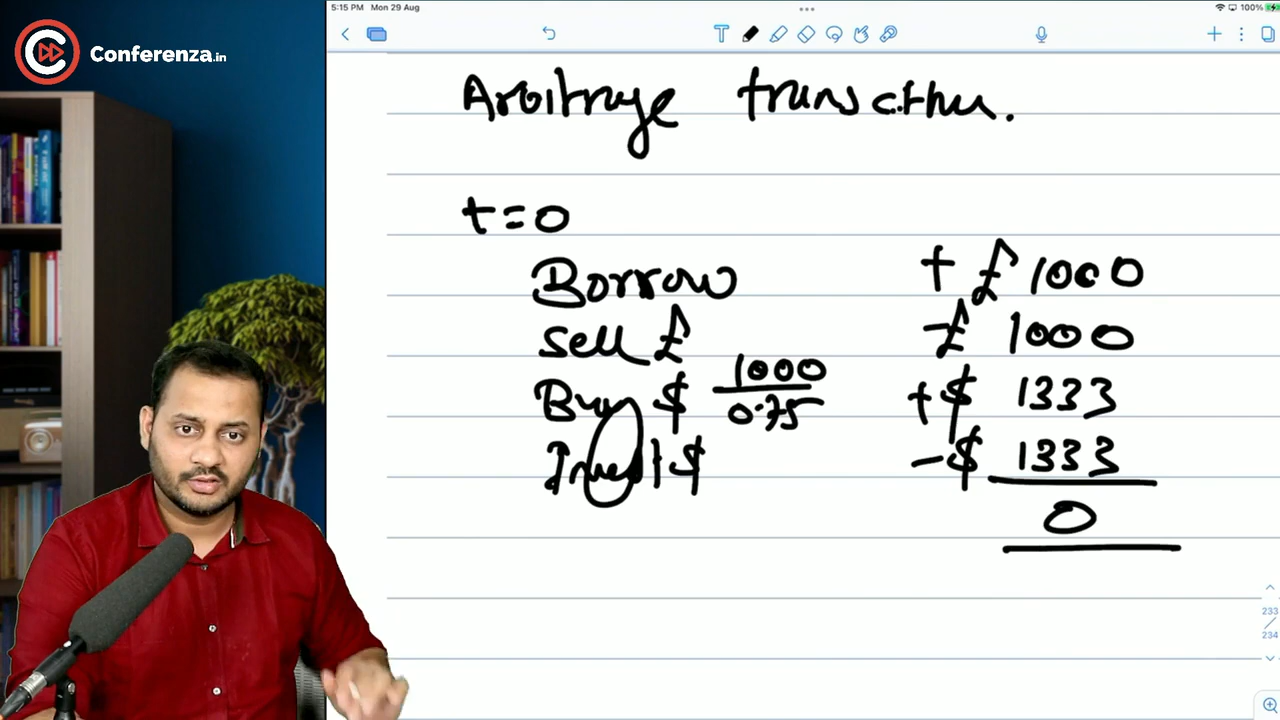 5:15 PM Mon 29 Aug
100%
Conferenza.in
Arbitrage transction.
t=0
Borrow + £ 1000
Sell £ -£ 1000
Buy $ 1000/0.75 +$ 1333
Invest $ -$ 1333
0
233
/
234